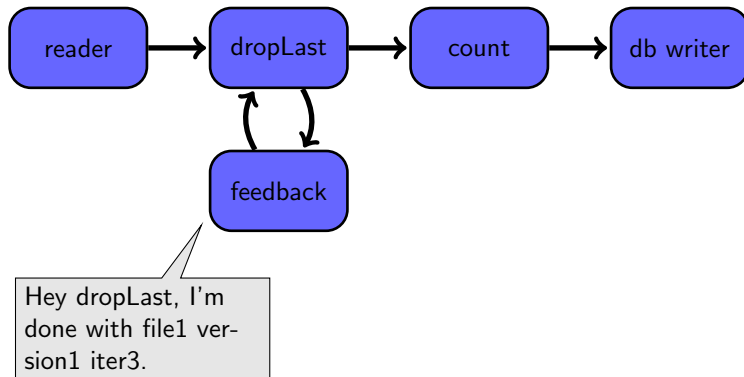 reader
dropLast
count
db writer
feedback
Hey dropLast, I'm
done with file1 ver-
sion1 iter3.